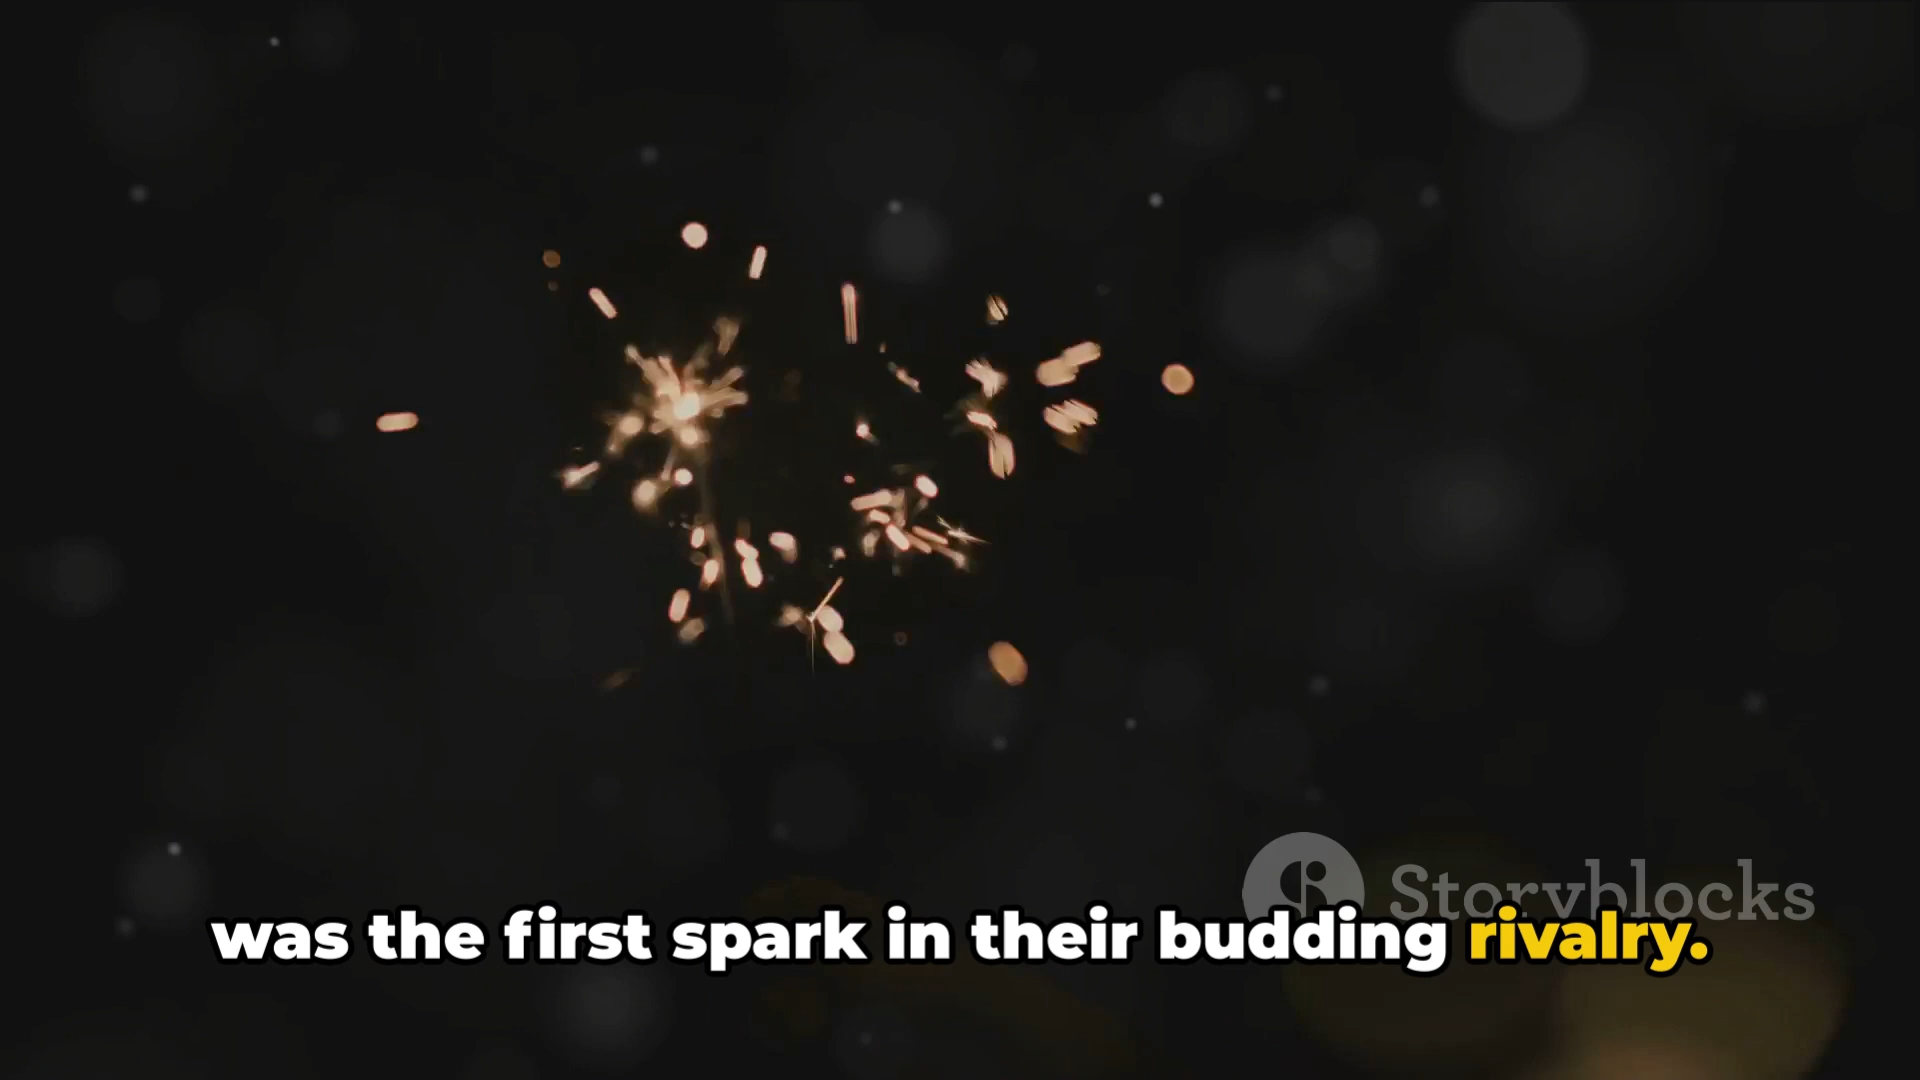 Storyblocks
was the first spark in their budding rivalry.